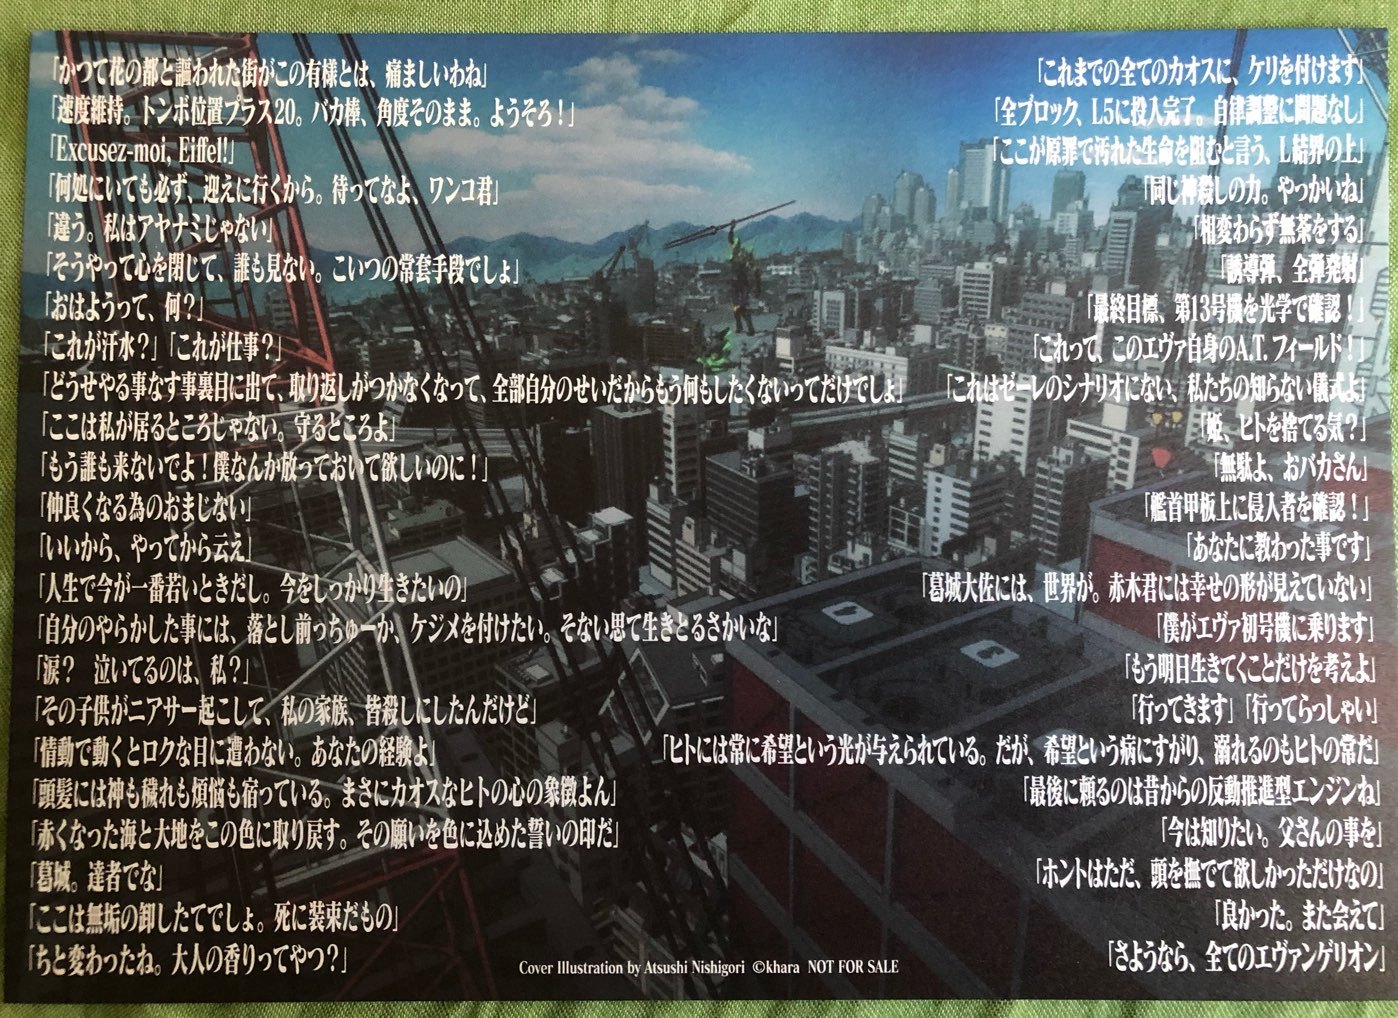 「かつて花の都と謳われた街がこの有様とは、痛ましいわね」
「速度維持。トンボ位置プラス20。バカ棒、角度そのまま。ようそろ！」
「Excusez-moi, Eiffel!」
「何処にいても必ず、迎えに行くから。待ってなよ、ワンコ君」
「違う。私はアヤナミじゃない」
「そうやって心を閉じて、誰も見ない。こいつの常套手段でしょ」
「おはようって、何？」
「これが汗水？」「これが仕事？」
「どうせやる事なす事裏目に出て、取り返しがつかなくなって、全部自分のせいだからもう何もしたくないってだけでしょ」
「ここは私が居るところじゃない。守るところよ」
「もう誰も来ないでよ！僕なんか放っておいて欲しいのに！」
「仲良くなる為のおまじない」
「いいから、やってから云え」
「人生で今が一番若いときだし。今をしっかり生きたいの」
「自分のやらかした事には、落とし前っちゅーか、ケジメを付けたい。そない思て生きとるさかいな」
「涙？　泣いてるのは、私？」
「その子供がニアサー起こして、私の家族、皆殺しにしたんだけど」
「情動で動くとロクな目に遭わない。あなたの経験よ」
「頭髪には神も穢れも煩悩も宿っている。まさにカオスなヒトの心の象徴よん」
「赤くなった海と大地をこの色に取り戻す。その願いを色に込めた誓いの印だ」
「葛城。達者でな」
「ここは無垢の卸したてでしょ。死に装束だもの」
「ちと変わったね。大人の香りってやつ？」
「これまでの全てのカオスに、ケリを付けます」
「全ブロック、L5に投入完了。自律調整に問題なし」
「ここが原罪で汚れた生命を阻むと言う、L結界の上」
「同じ神殺しの力。やっかいね」
「相変わらず無茶をする」
「誘導弾、全弾発射」
「最終目標、第13号機を光学で確認！」
「これって、このエヴァ自身のA.T.フィールド！」
「これはゼーレのシナリオにない、私たちの知らない儀式よ」
「姫、ヒトを捨てる気？」
「無駄よ、おバカさん」
「艦首甲板上に侵入者を確認！」
「あなたに教わった事です」
「葛城大佐には、世界が。赤木君には幸せの形が見えていない」
「僕がエヴァ初号機に乗ります」
「もう明日生きてくことだけを考えよ」
「行ってきます」「行ってらっしゃい」
「ヒトには常に希望という光が与えられている。だが、希望という病にすがり、溺れるのもヒトの常だ」
「最後に頼るのは昔からの反動推進型エンジンね」
「今は知りたい。父さんの事を」
「ホントはただ、頭を撫でて欲しかっただけなの」
「良かった。また会えて」
「さようなら、全てのエヴァンゲリオン」
Cover Illustration by Atsushi Nishigori ©khara NOT FOR SALE